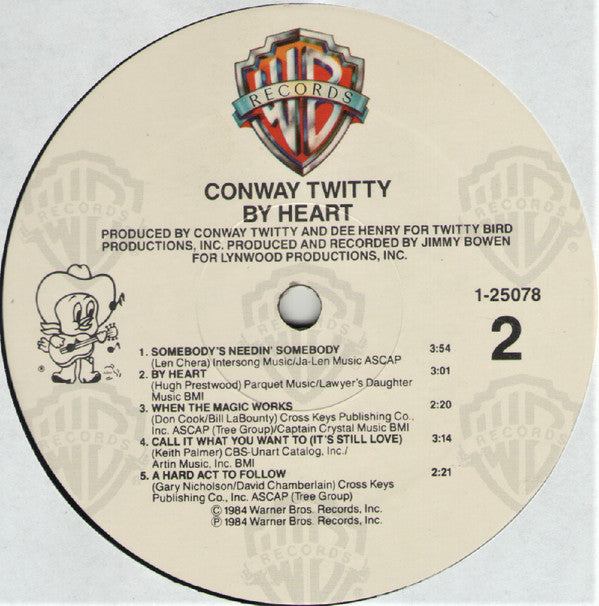 WB
RECORDS
CONWAY TWITTY
BY HEART
PRODUCED BY CONWAY TWITTY AND DEE HENRY FOR TWITTY BIRD
PRODUCTIONS, INC. PRODUCED AND RECORDED BY JIMMY BOWEN
FOR LYNWOOD PRODUCTIONS, INC.
1-25078
2
1. SOMEBODY'S NEEDIN' SOMEBODY 3:54
(Len Chera) Intersong Music/Ja-Len Music ASCAP
2. BY HEART 3:01
(Hugh Prestwood) Parquet Music/Lawyer's Daughter
Music BMI
3. WHEN THE MAGIC WORKS 2:20
(Don Cook/Bill LaBounty) Cross Keys Publishing Co.,
Inc. ASCAP (Tree Group)/Captain Crystal Music BMI
4. CALL IT WHAT YOU WANT TO (IT'S STILL LOVE) 3:14
(Keith Palmer) CBS-Unart Catalog, Inc./
Artin Music, Inc. BMI
5. A HARD ACT TO FOLLOW 2:21
(Gary Nicholson/David Chamberlain) Cross Keys
Publishing Co., Inc. ASCAP (Tree Group)
© 1984 Warner Bros. Records, Inc.
℗ 1984 Warner Bros. Records, Inc.
®